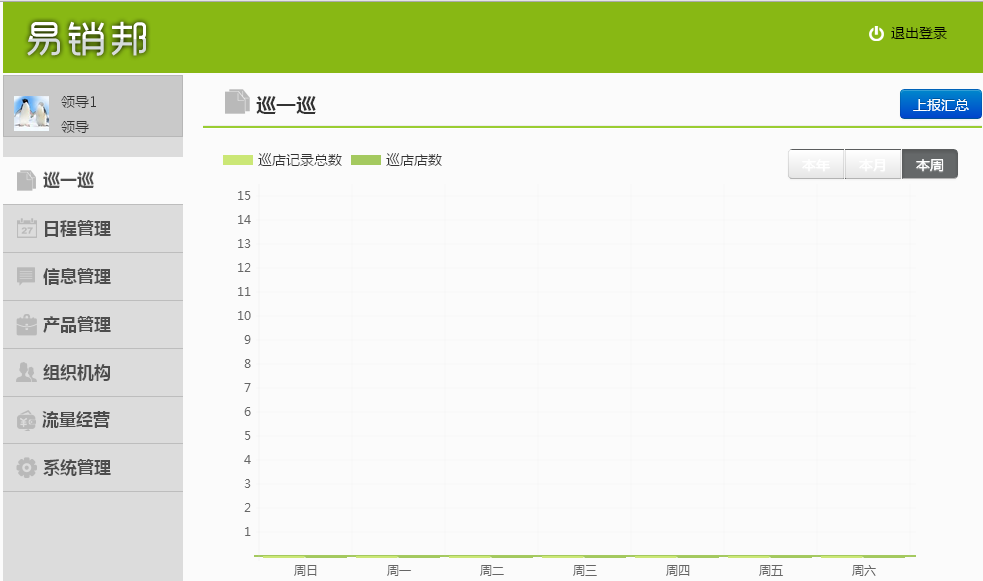 易销邦
退出登录
领导1
领导
巡一巡
日程管理
27
信息管理
产品管理
组织机构
流量经营
系统管理
巡一巡
上报汇总
巡店记录总数 巡店店数
本年 本月 本周
15
14
13
12
11
10
9
8
7
6
5
4
3
2
1
周日 周一 周二 周三 周四 周五 周六